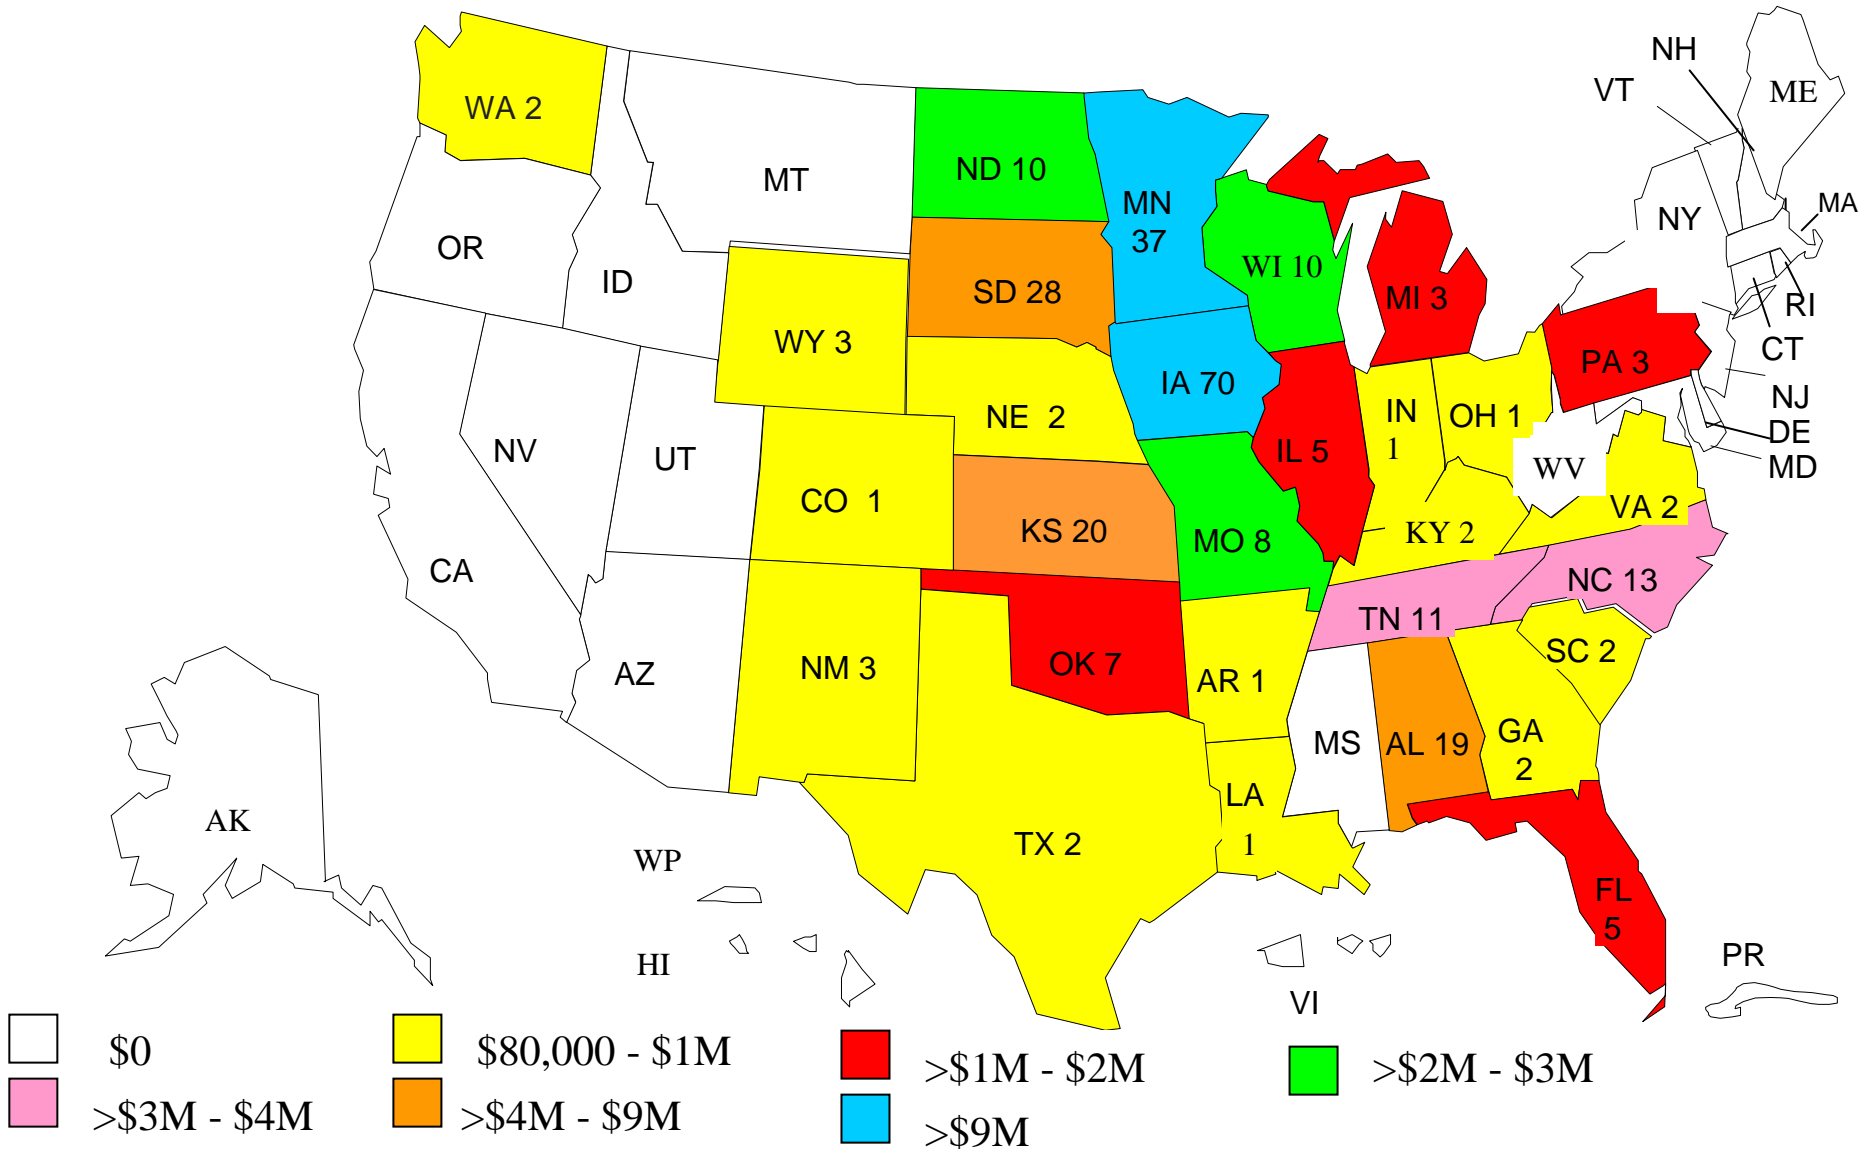 NH
VT
ME
WA 2
MT
ND 10
MN
37
MA
NY
OR
ID
SD 28
WI 10
MI 3
RI
WY 3
CT
PA 3
IA 70
NJ
NE 2
IN
1
OH 1
DE
NV
UT
IL 5
WV
MD
CO 1
KS 20
MO 8
KY 2
VA 2
CA
NC 13
TN 11
AZ
NM 3
OK 7
AR 1
SC 2
MS
AL 19
GA
2
LA
1
AK
WP
TX 2
FL
5
HI
PR
VI
$0
$80,000 - $1M
>$1M - $2M
>$2M - $3M
>$3M - $4M
>$4M - $9M
>$9M